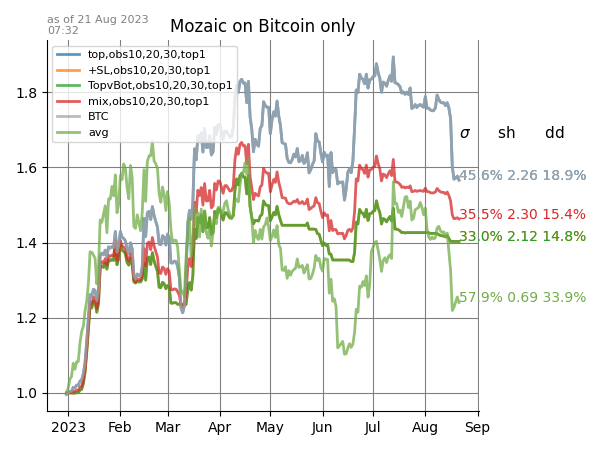 as of 21 Aug 2023
07:32
Mozaic on Bitcoin only
top,obs10,20,30,top1
+SL,obs10,20,30,top1
TopvBot,obs10,20,30,top1
mix,obs10,20,30,top1
BTC
avg
1.8
1.6
1.4
1.2
1.0
σ sh dd
45.6% 2.26 18.9%
35.5% 2.30 15.4%
33.0% 2.12 14.8%
57.9% 0.69 33.9%
2023 Feb Mar Apr May Jun Jul Aug Sep